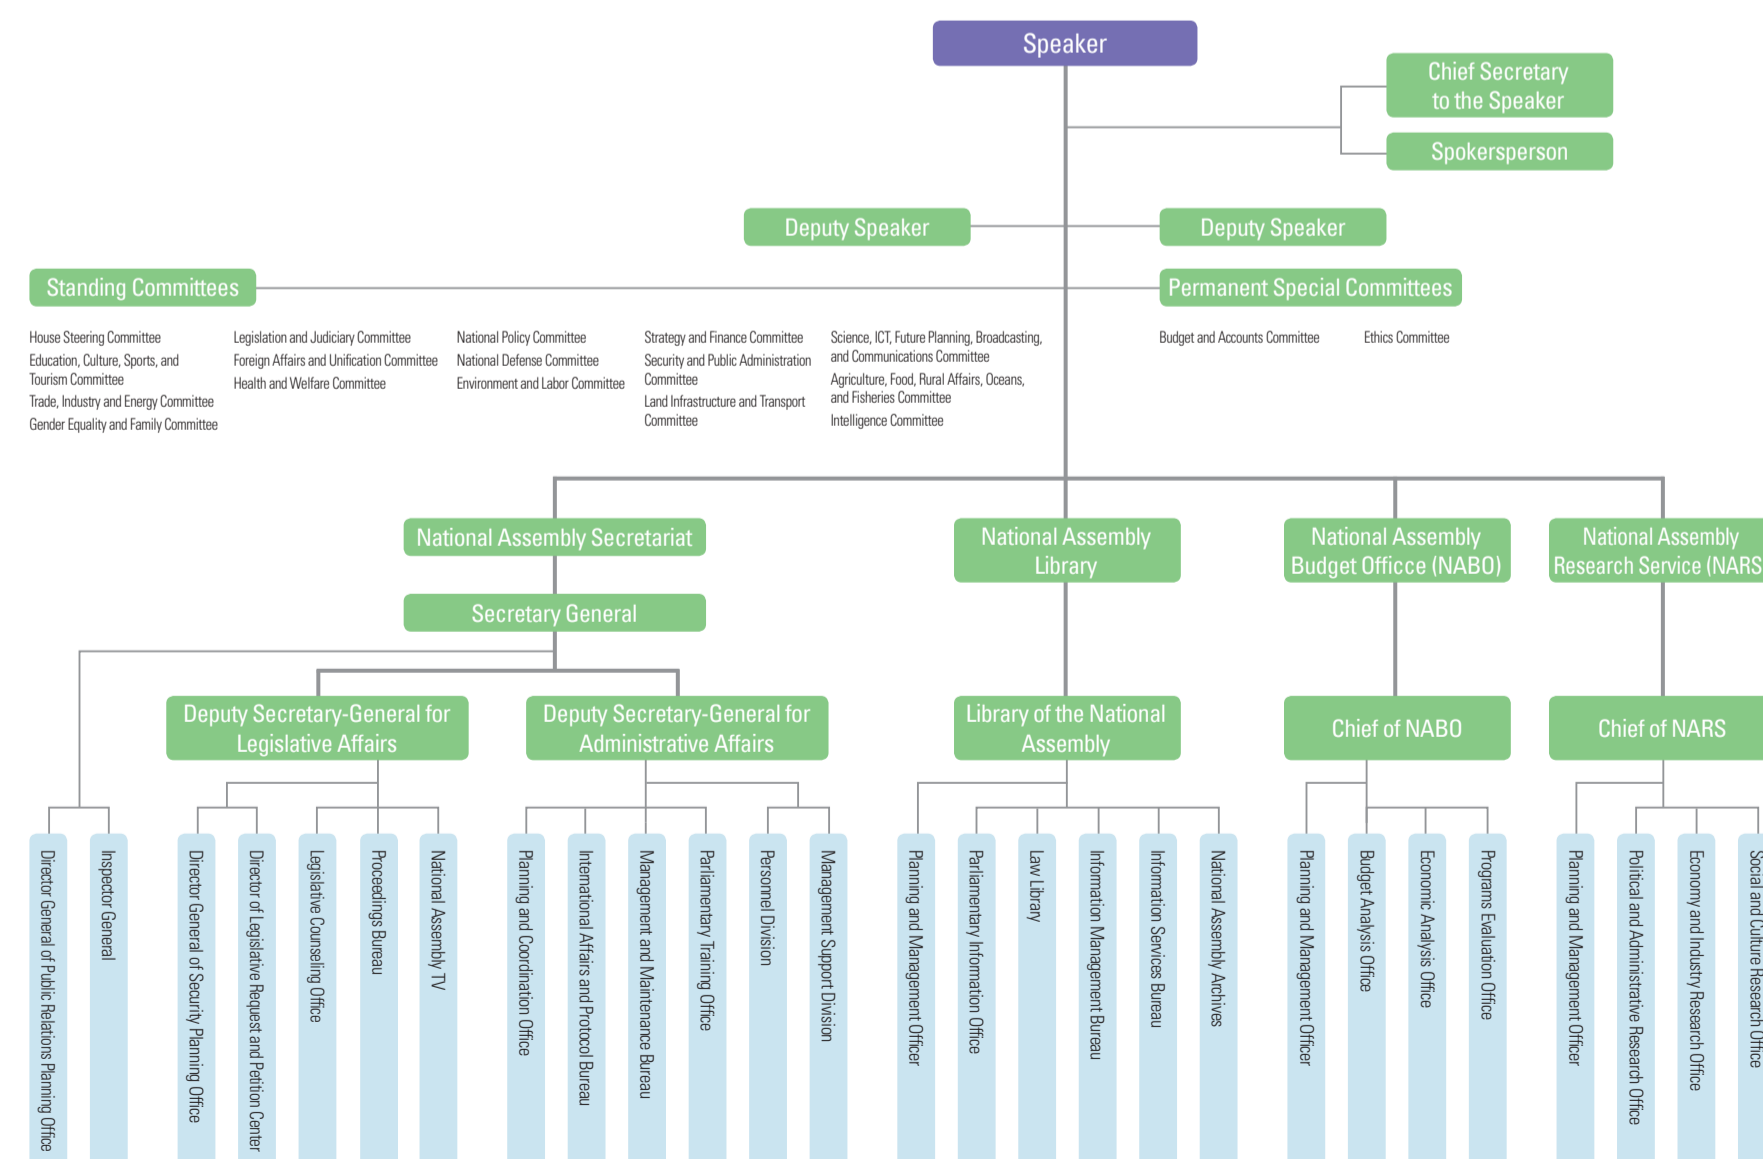 Speaker
Chief Secretary
to the Speaker
Spokersperson
Deputy Speaker
Deputy Speaker
Standing Committees
Permanent Special Committees
House Steering Committee
Education, Culture, Sports, and
Tourism Committee
Trade, Industry and Energy Committee
Gender Equality and Family Committee
Legislation and Judiciary Committee
Foreign Affairs and Unification Committee
Health and Welfare Committee
National Policy Committee
National Defense Committee
Environment and Labor Committee
Strategy and Finance Committee
Security and Public Administration
Committee
Land Infrastructure and Transport
Committee
Science, ICT, Future Planning, Broadcasting,
and Communications Committee
Agriculture, Food, Rural Affairs, Oceans,
and Fisheries Committee
Intelligence Committee
Budget and Accounts Committee
Ethics Committee
National Assembly Secretariat
National Assembly
Library
National Assembly
Budget Officce (NABO)
National Assembly
Research Service (NARS
Secretary General
Deputy Secretary-General for
Legislative Affairs
Deputy Secretary-General for
Administrative Affairs
Library of the National
Assembly
Chief of NABO
Chief of NARS
Director General of Public Relations Planning Office
Inspector General
Director General of Security Planning Office
Director of Legislative Request and Petition Center
Legislative Counseling Office
Proceedings Bureau
National Assembly TV
Planning and Coordination Office
International Affairs and Protocol Bureau
Management and Maintenance Bureau
Parliamentary Training Office
Personnel Division
Management Support Division
Planning and Management Officer
Parliamentary Information Office
Law Library
Information Management Bureau
Information Services Bureau
National Assembly Archives
Planning and Management Officer
Budget Analysis Office
Economic Analysis Office
Programs Evaluation Office
Planning and Management Officer
Political and Administrative Research Office
Economy and Industry Research Office
Social and Culture Research Office